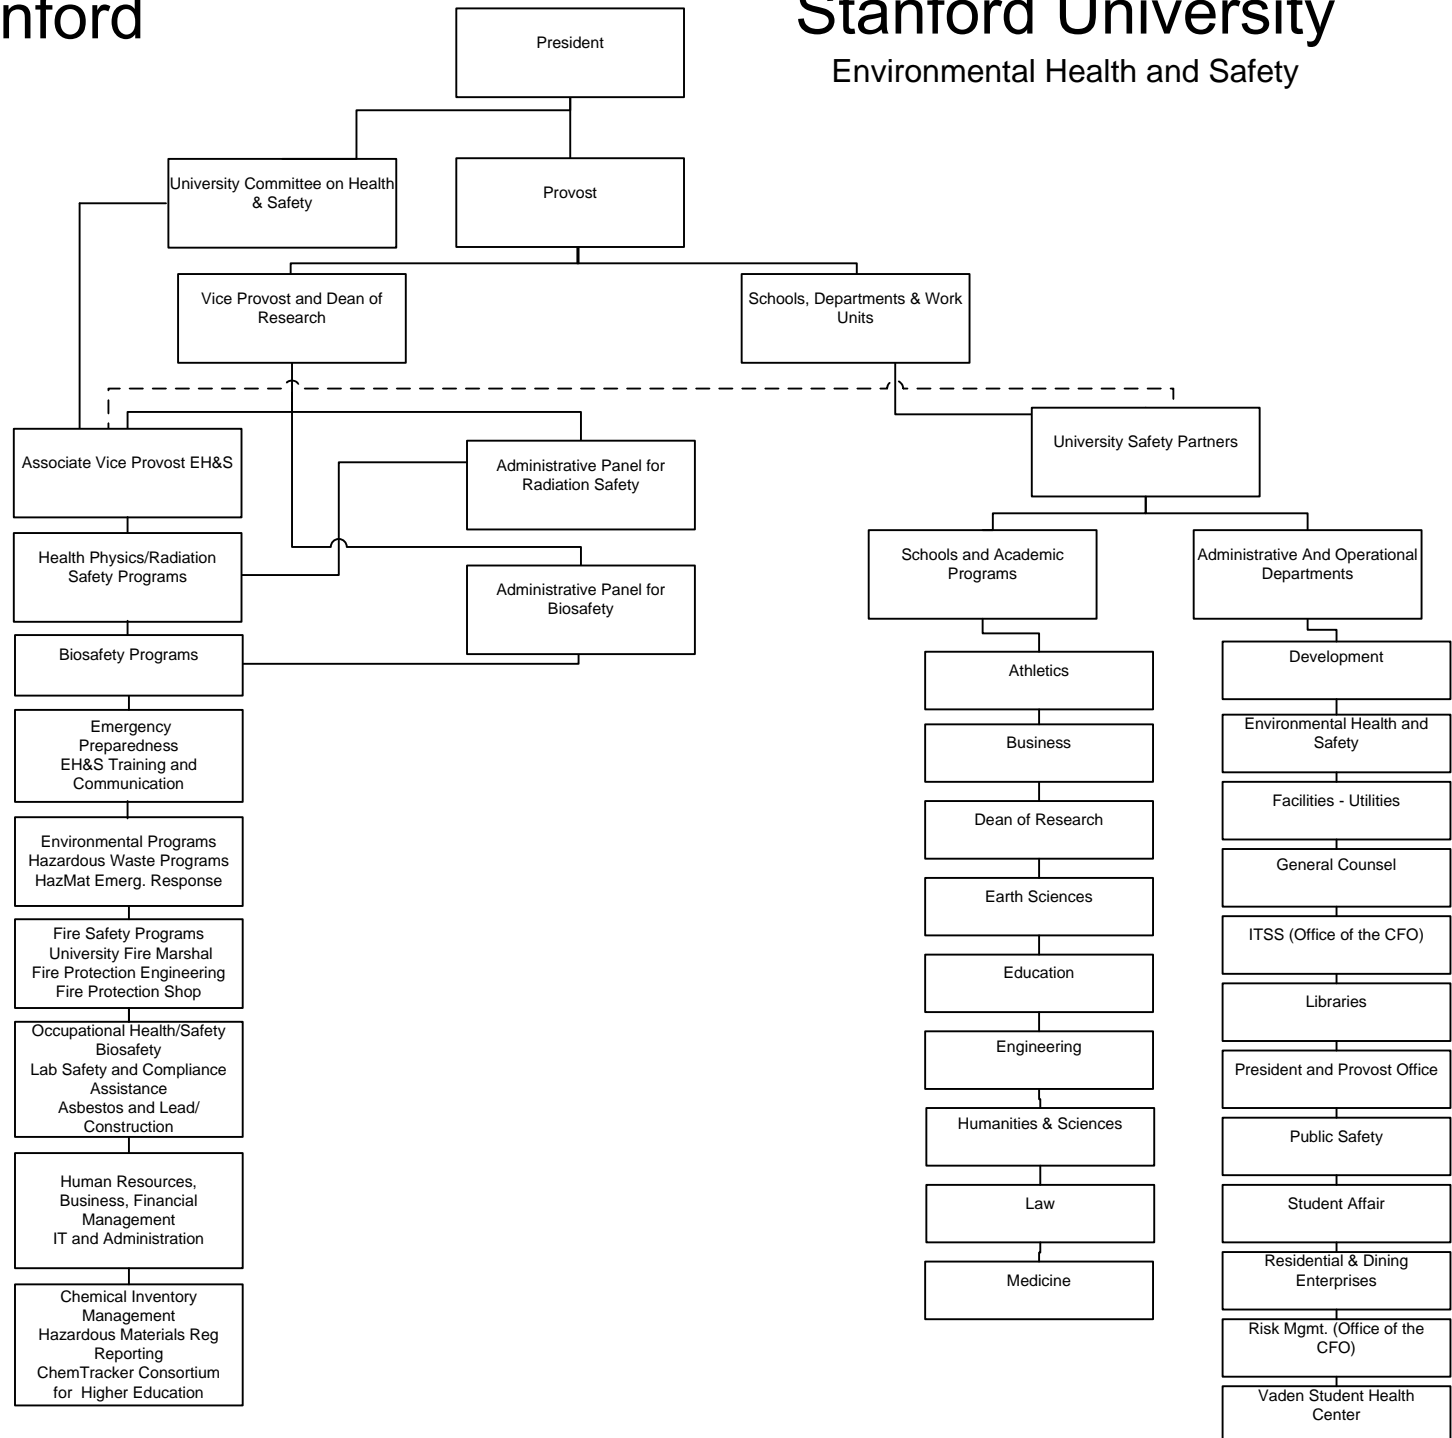 nford
Stanford University
Environmental Health and Safety
President
University Committee on Health
& Safety
Provost
Vice Provost and Dean of
Research
Schools, Departments & Work
Units
Associate Vice Provost EH&S
Administrative Panel for
Radiation Safety
University Safety Partners
Health Physics/Radiation
Safety Programs
Administrative Panel for
Biosafety
Biosafety Programs
Emergency
Preparedness
EH&S Training and
Communication
Environmental Programs
Hazardous Waste Programs
HazMat Emerg. Response
Fire Safety Programs
University Fire Marshal
Fire Protection Engineering
Fire Protection Shop
Occupational Health/Safety
Biosafety
Lab Safety and Compliance
Assistance
Asbestos and Lead/
Construction
Human Resources,
Business, Financial
Management
IT and Administration
Chemical Inventory
Management
Hazardous Materials Reg
Reporting
ChemTracker Consortium
for Higher Education
Schools and Academic
Programs
Athletics
Business
Dean of Research
Earth Sciences
Education
Engineering
Humanities & Sciences
Law
Medicine
Administrative And Operational
Departments
Development
Environmental Health and
Safety
Facilities - Utilities
General Counsel
ITSS (Office of the CFO)
Libraries
President and Provost Office
Public Safety
Student Affair
Residential & Dining
Enterprises
Risk Mgmt. (Office of the
CFO)
Vaden Student Health
Center